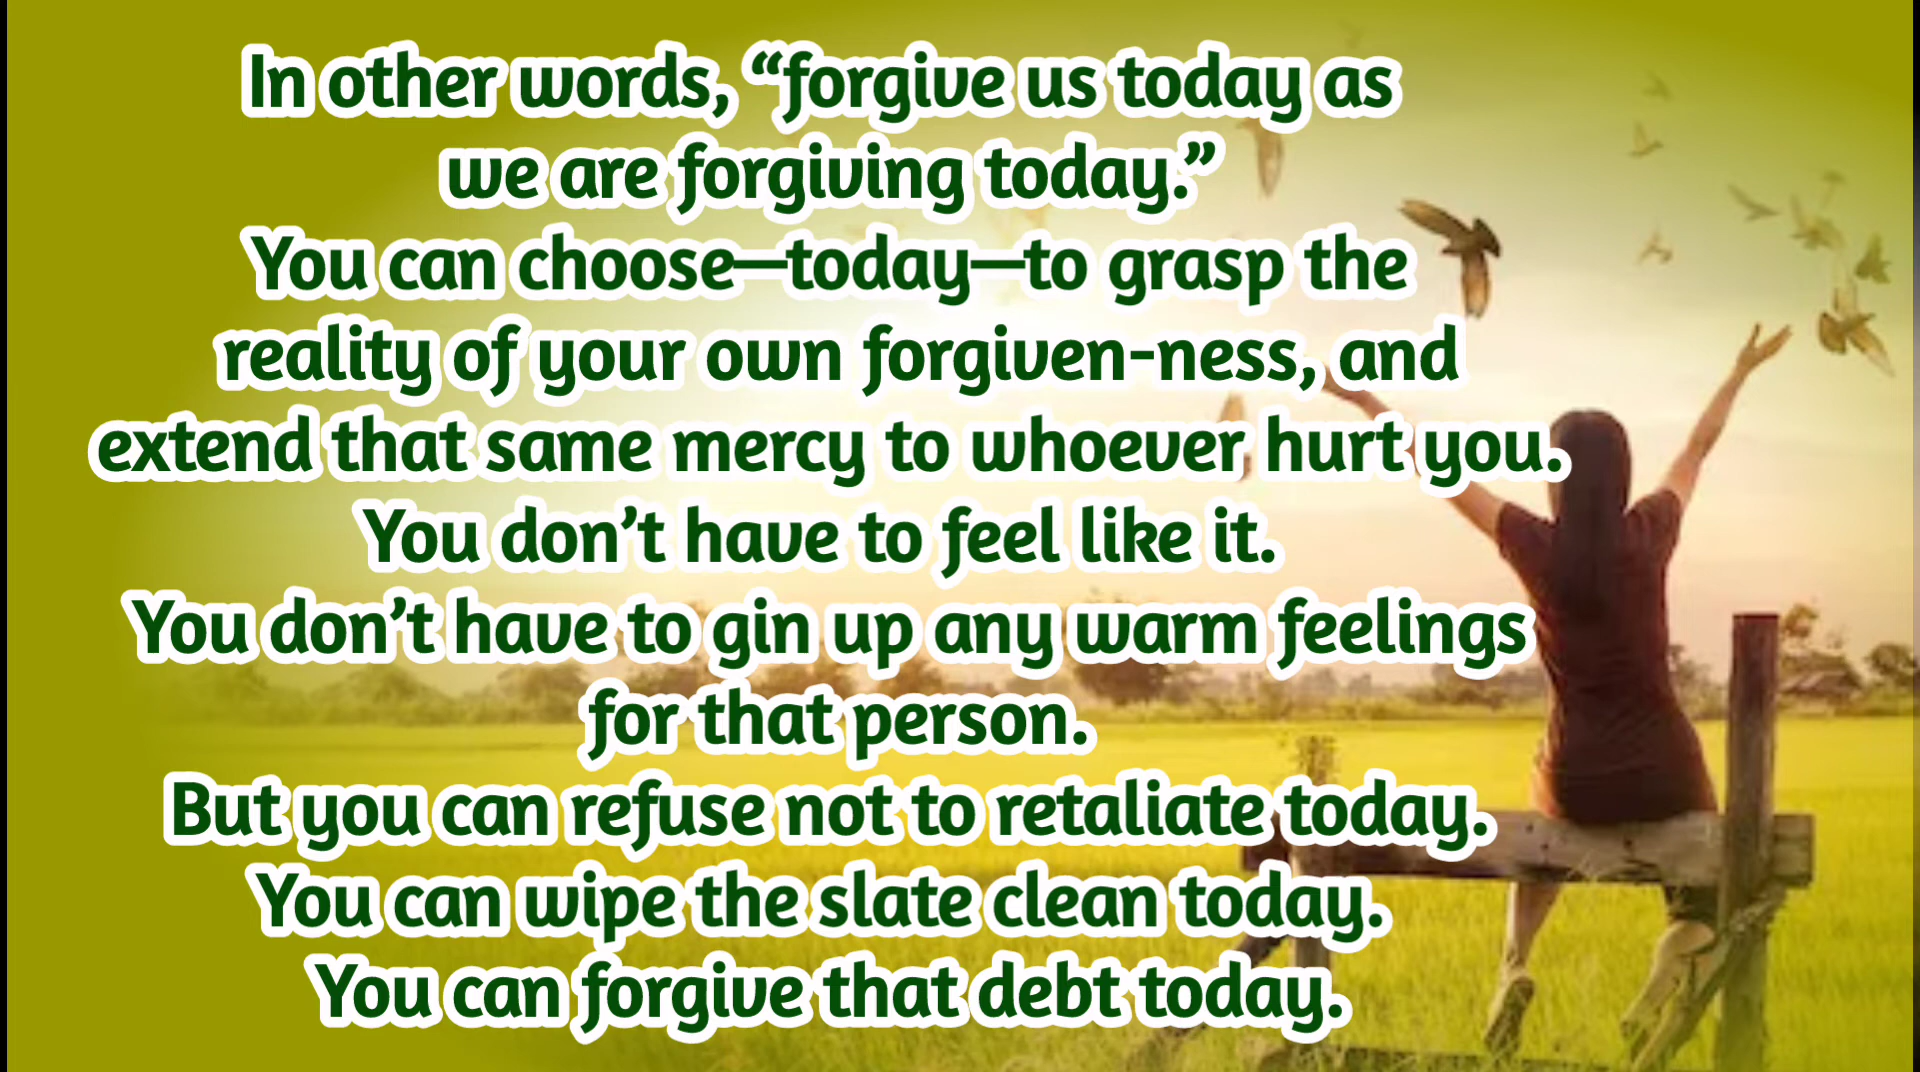 In other words, “forgive us today as
we are forgiving today.”
You can choose—today—to grasp the
reality of your own forgiven-ness, and
extend that same mercy to whoever hurt you.
You don’t have to feel like it.
You don’t have to gin up any warm feelings
for that person.
But you can refuse not to retaliate today.
You can wipe the slate clean today.
You can forgive that debt today.